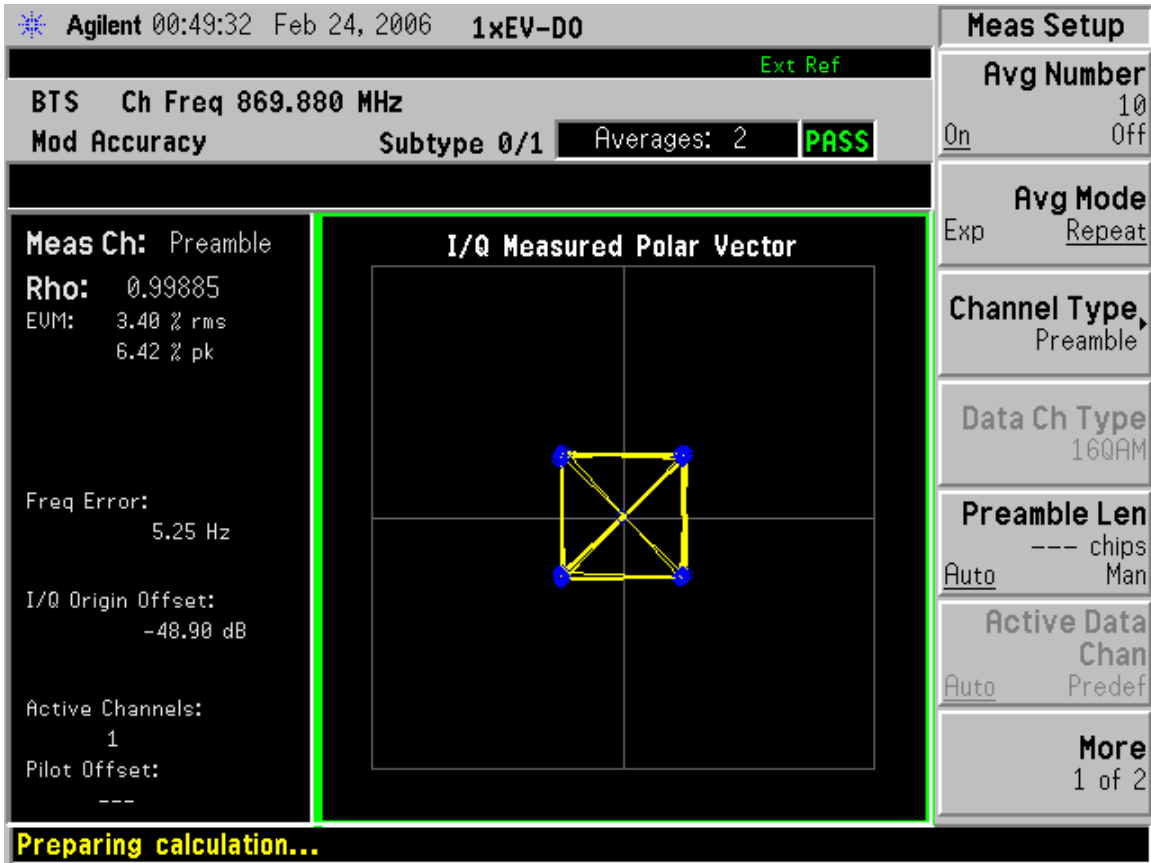 Agilent 00:49:32 Feb 24, 2006 1xEV-DO
Ext Ref
BTS Ch Freq 869.880 MHz
Mod Accuracy Subtype 0/1 Averages: 2 PASS
Meas Ch: Preamble
Rho: 0.99885
EVM: 3.40 % rms
6.42 % pk
Freq Error:
5.25 Hz
I/Q Origin Offset:
-48.90 dB
Active Channels:
1
Pilot Offset:
---
I/Q Measured Polar Vector
Preparing calculation...
Meas Setup
Avg Number
10
On Off
Avg Mode
Exp Repeat
Channel Type
Preamble
Data Ch Type
16QAM
Preamble Len
--- chips
Auto Man
Active Data
Chan
Auto Predef
More
1 of 2